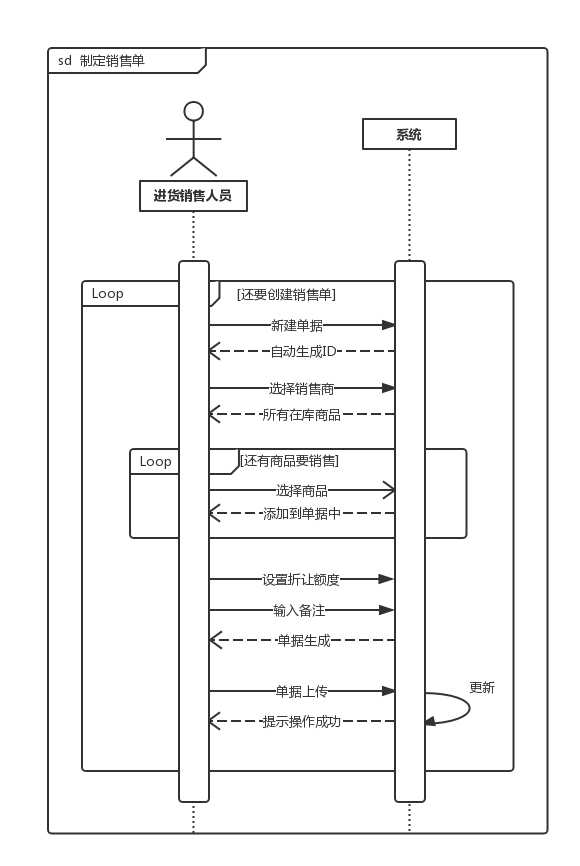 sd 制定销售单
系统
进货销售人员
Loop
[还要创建销售单]
新建单据
自动生成ID
选择销售商
所有在库商品
Loop
[还有商品要销售]
选择商品
添加到单据中
设置折让额度
输入备注
单据生成
更新
单据上传
提示操作成功